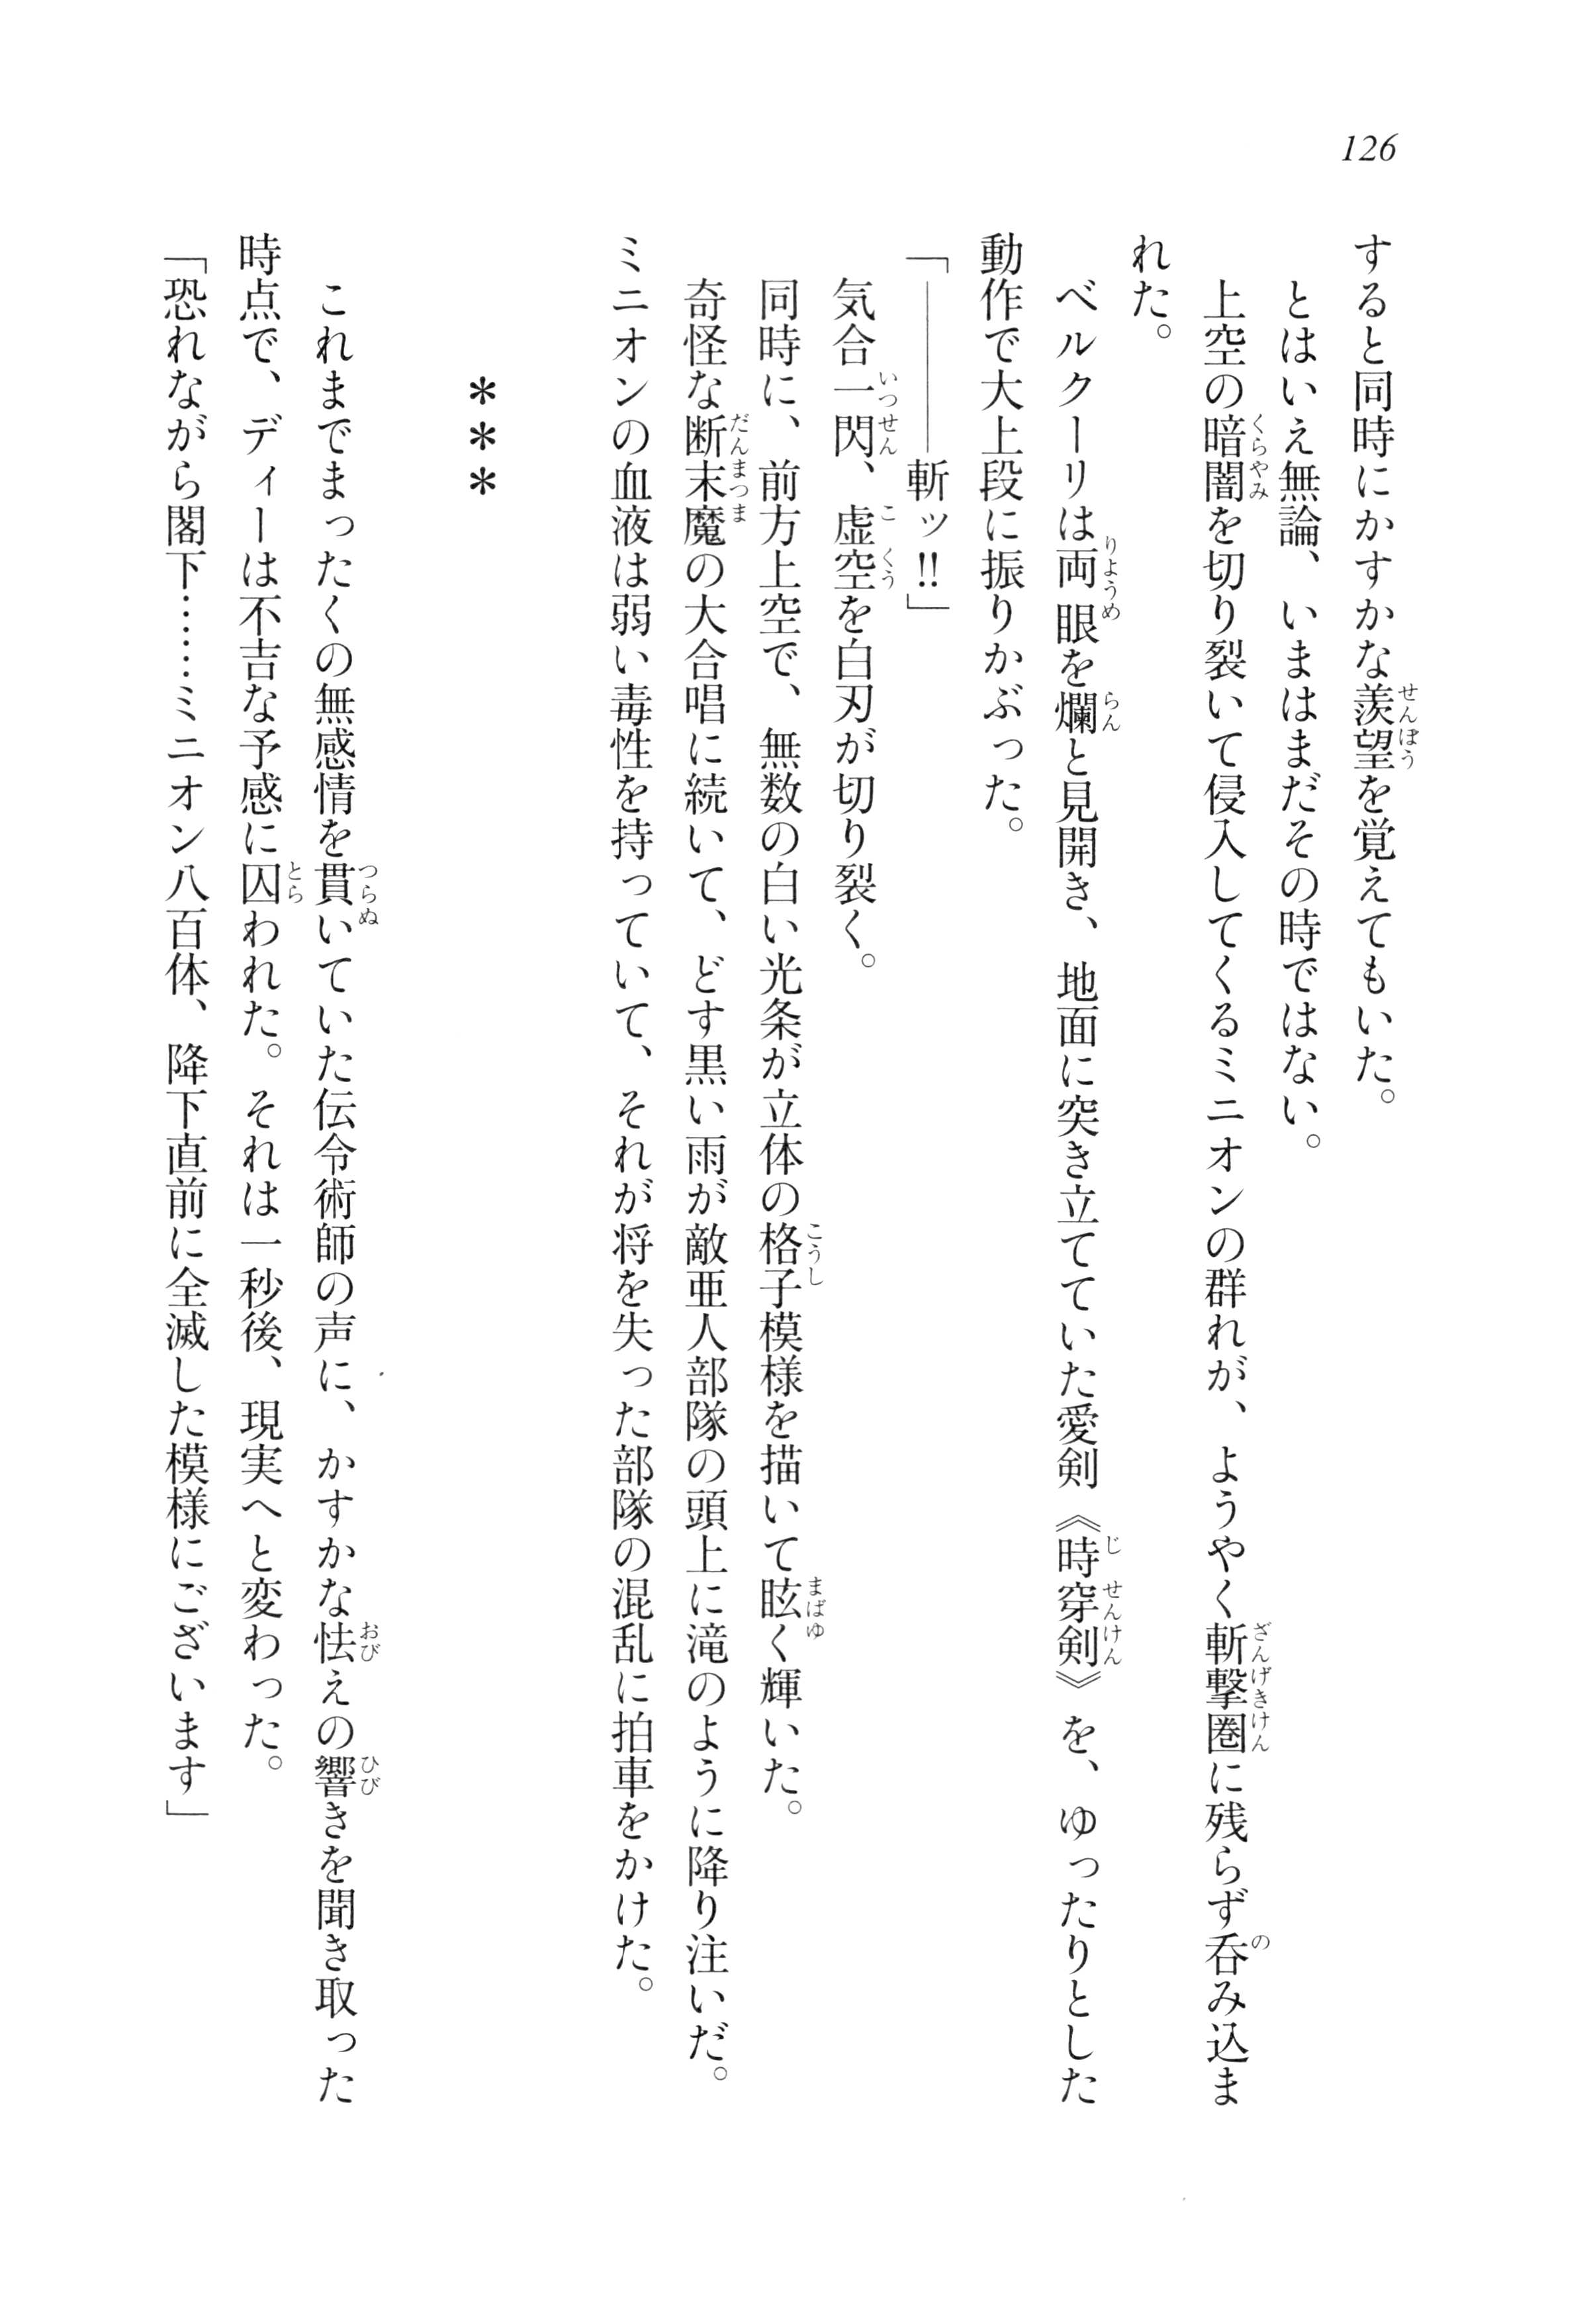 126
すると同時にかすかな羨望を覚えてもいた。
とはいえ無論、いまはまだその時ではない。
上空の暗闇を切り裂いて侵入してくるミニオンの群れが、ようやく斬撃圏に残らず呑み込ま
れた。
ベルクーリは両眼を爛と見開き、地面に突き立てていた愛剣《時穿剣》を、ゆったりとした
動作で大上段に振りかぶった。
「――――斬ッ!!」
気合一閃、虚空を白刃が切り裂く。
同時に、前方上空で、無数の白い光条が立体の格子模様を描いて眩く輝いた。
奇怪な断末魔の大合唱に続いて、どす黒い雨が敵亜人部隊の頭上に滝のように降り注いだ。
ミニオンの血液は弱い毒性を持っていて、それが将を失った部隊の混乱に拍車をかけた。
＊＊＊
これまでまったくの無感情を貫いていた伝令術師の声に、かすかな怯えの響きを聞き取った
時点で、ディーは不吉な予感に囚われた。それは一秒後、現実へと変わった。
「恐れながら閣下……ミニオン八百体、降下直前に全滅した模様にございます」